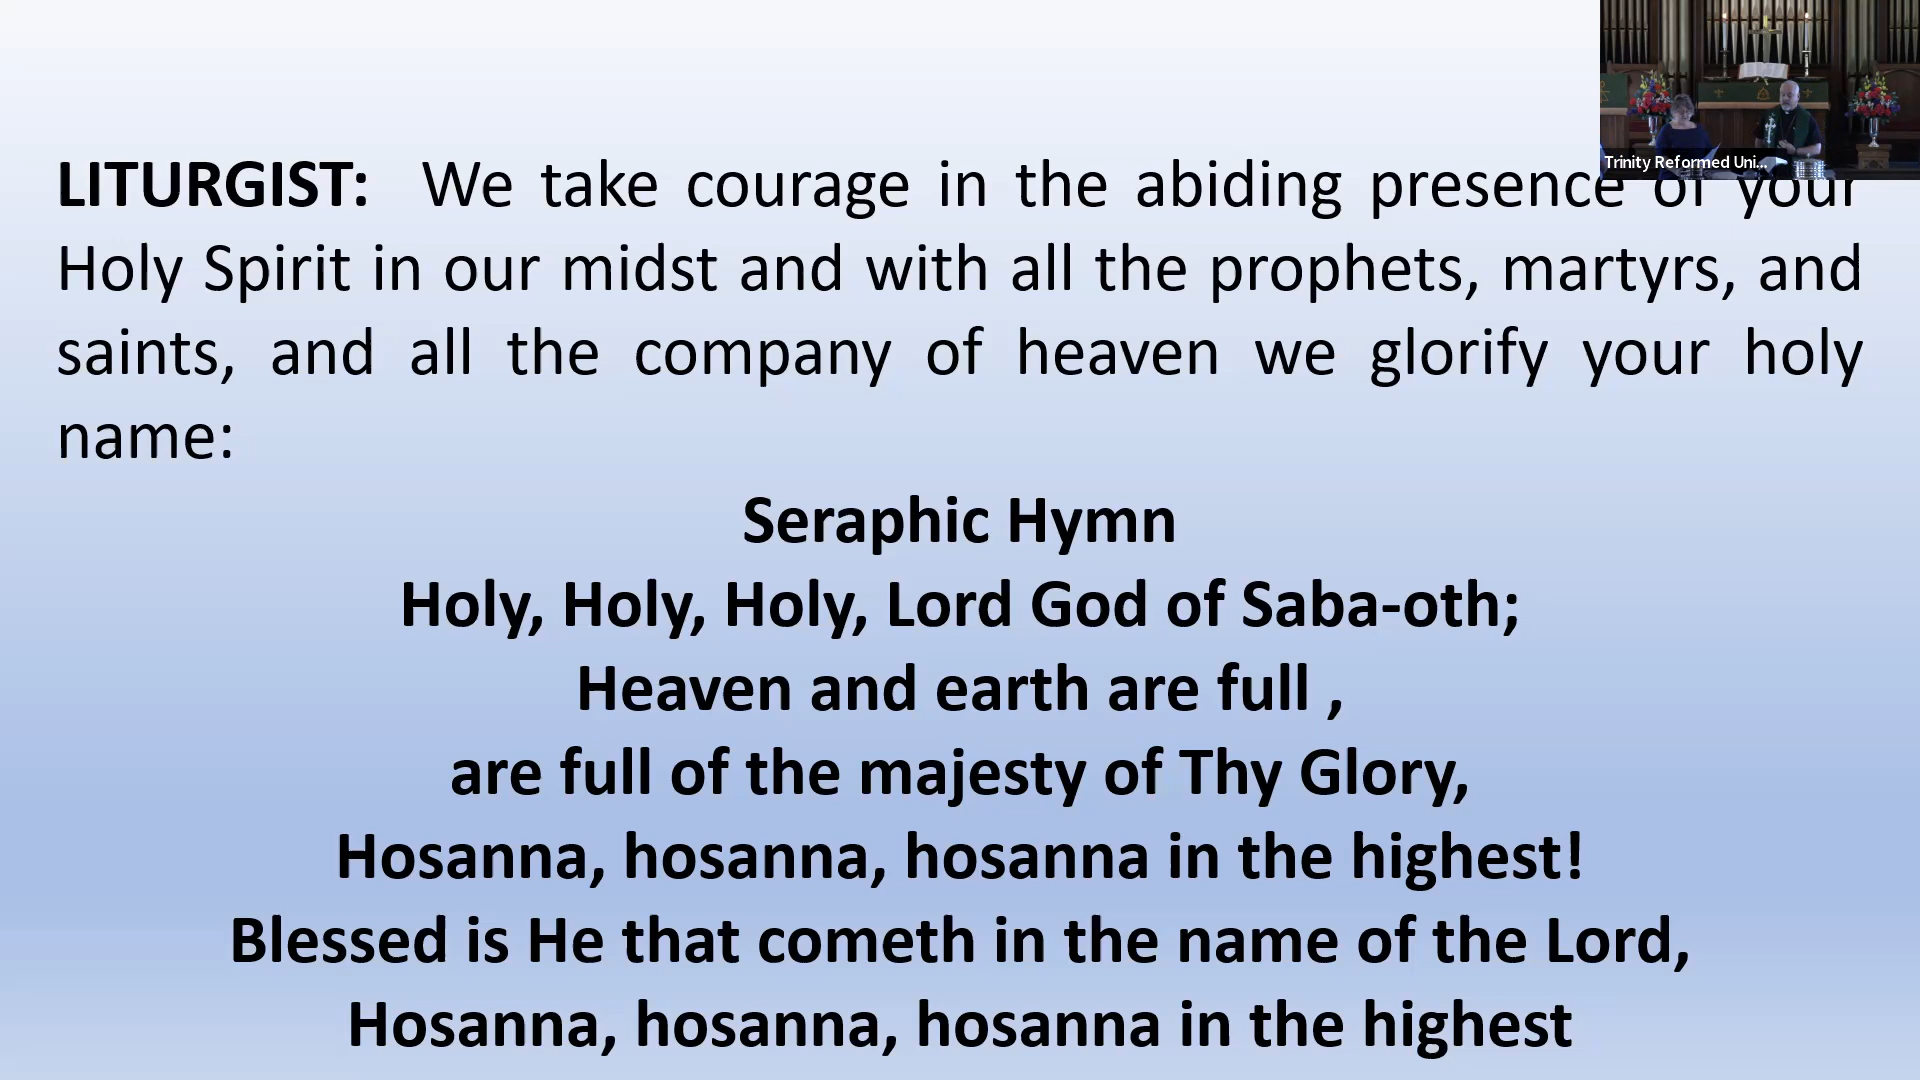 Trinity Reformed Uni...
LITURGIST: We take courage in the abiding presence of your
Holy Spirit in our midst and with all the prophets, martyrs, and
saints, and all the company of heaven we glorify your holy
name:
Seraphic Hymn
Holy, Holy, Holy, Lord God of Saba-oth;
Heaven and earth are full ,
are full of the majesty of Thy Glory,
Hosanna, hosanna, hosanna in the highest!
Blessed is He that cometh in the name of the Lord,
Hosanna, hosanna, hosanna in the highest